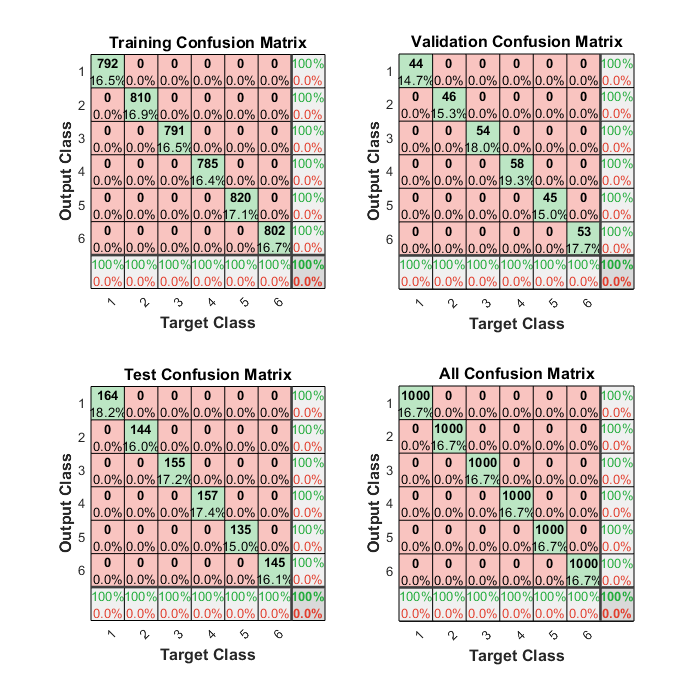 Training Confusion Matrix
1 792 0 0 0 0 0 100%
16.5% 0.0% 0.0% 0.0% 0.0% 0.0% 0.0%
2 0 810 0 0 0 0 100%
0.0% 16.9% 0.0% 0.0% 0.0% 0.0% 0.0%
3 0 0 791 0 0 0 100%
0.0% 0.0% 16.5% 0.0% 0.0% 0.0% 0.0%
4 0 0 0 785 0 0 100%
0.0% 0.0% 0.0% 16.4% 0.0% 0.0% 0.0%
5 0 0 0 0 820 0 100%
0.0% 0.0% 0.0% 0.0% 17.1% 0.0% 0.0%
6 0 0 0 0 0 802 100%
0.0% 0.0% 0.0% 0.0% 0.0% 16.7% 0.0%
100% 100% 100% 100% 100% 100% 100%
0.0% 0.0% 0.0% 0.0% 0.0% 0.0% 0.0%
1 2 3 4 5 6
Target Class
Output Class
Validation Confusion Matrix
1 44 0 0 0 0 0 100%
14.7% 0.0% 0.0% 0.0% 0.0% 0.0% 0.0%
2 0 46 0 0 0 0 100%
0.0% 15.3% 0.0% 0.0% 0.0% 0.0% 0.0%
3 0 0 54 0 0 0 100%
0.0% 0.0% 18.0% 0.0% 0.0% 0.0% 0.0%
4 0 0 0 58 0 0 100%
0.0% 0.0% 0.0% 19.3% 0.0% 0.0% 0.0%
5 0 0 0 0 45 0 100%
0.0% 0.0% 0.0% 0.0% 15.0% 0.0% 0.0%
6 0 0 0 0 0 53 100%
0.0% 0.0% 0.0% 0.0% 0.0% 17.7% 0.0%
100% 100% 100% 100% 100% 100% 100%
0.0% 0.0% 0.0% 0.0% 0.0% 0.0% 0.0%
1 2 3 4 5 6
Target Class
Output Class
Test Confusion Matrix
1 164 0 0 0 0 0 100%
18.2% 0.0% 0.0% 0.0% 0.0% 0.0% 0.0%
2 0 144 0 0 0 0 100%
0.0% 16.0% 0.0% 0.0% 0.0% 0.0% 0.0%
3 0 0 155 0 0 0 100%
0.0% 0.0% 17.2% 0.0% 0.0% 0.0% 0.0%
4 0 0 0 157 0 0 100%
0.0% 0.0% 0.0% 17.4% 0.0% 0.0% 0.0%
5 0 0 0 0 135 0 100%
0.0% 0.0% 0.0% 0.0% 15.0% 0.0% 0.0%
6 0 0 0 0 0 145 100%
0.0% 0.0% 0.0% 0.0% 0.0% 16.1% 0.0%
100% 100% 100% 100% 100% 100% 100%
0.0% 0.0% 0.0% 0.0% 0.0% 0.0% 0.0%
1 2 3 4 5 6
Target Class
Output Class
All Confusion Matrix
1 1000 0 0 0 0 0 100%
16.7% 0.0% 0.0% 0.0% 0.0% 0.0% 0.0%
2 0 1000 0 0 0 0 100%
0.0% 16.7% 0.0% 0.0% 0.0% 0.0% 0.0%
3 0 0 1000 0 0 0 100%
0.0% 0.0% 16.7% 0.0% 0.0% 0.0% 0.0%
4 0 0 0 1000 0 0 100%
0.0% 0.0% 0.0% 16.7% 0.0% 0.0% 0.0%
5 0 0 0 0 1000 0 100%
0.0% 0.0% 0.0% 0.0% 16.7% 0.0% 0.0%
6 0 0 0 0 0 1000 100%
0.0% 0.0% 0.0% 0.0% 0.0% 16.7% 0.0%
100% 100% 100% 100% 100% 100% 100%
0.0% 0.0% 0.0% 0.0% 0.0% 0.0% 0.0%
1 2 3 4 5 6
Target Class
Output Class